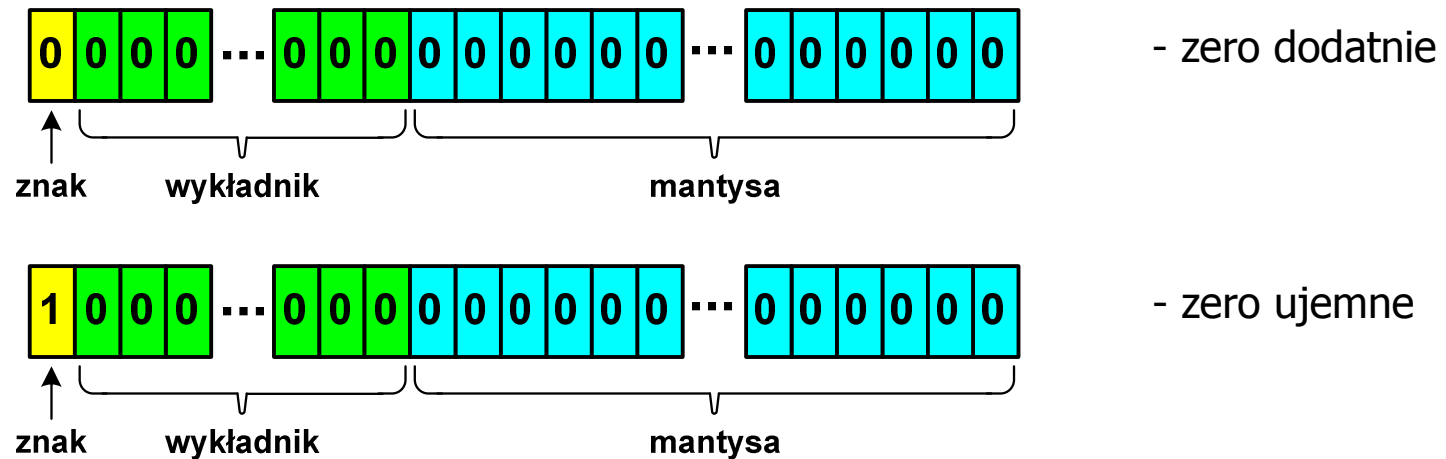 0 0 0 0 ... 0 0 0 0 0 0 0 0 0 ... 0 0 0 0 0 0 - zero dodatnie
znak wykładnik mantysa
1 0 0 0 ... 0 0 0 0 0 0 0 0 0 ... 0 0 0 0 0 0 - zero ujemne
znak wykładnik mantysa